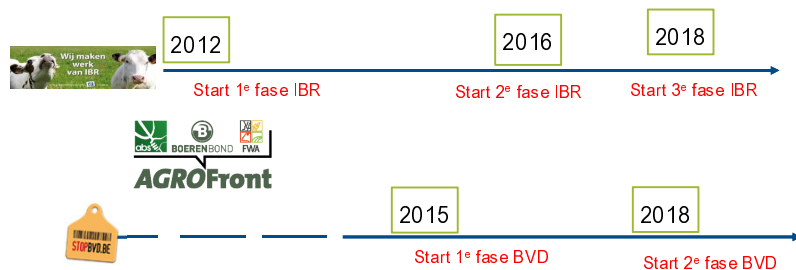 2012
2016
2018
Wij maken
werk
van IBR
Start 1e fase IBR
Start 2e fase IBR
Start 3e fase IBR
abs
BOERENBOND
FWA
AGROFront
STOPBVD.BE
2015
2018
Start 1e fase BVD
Start 2e fase BVD